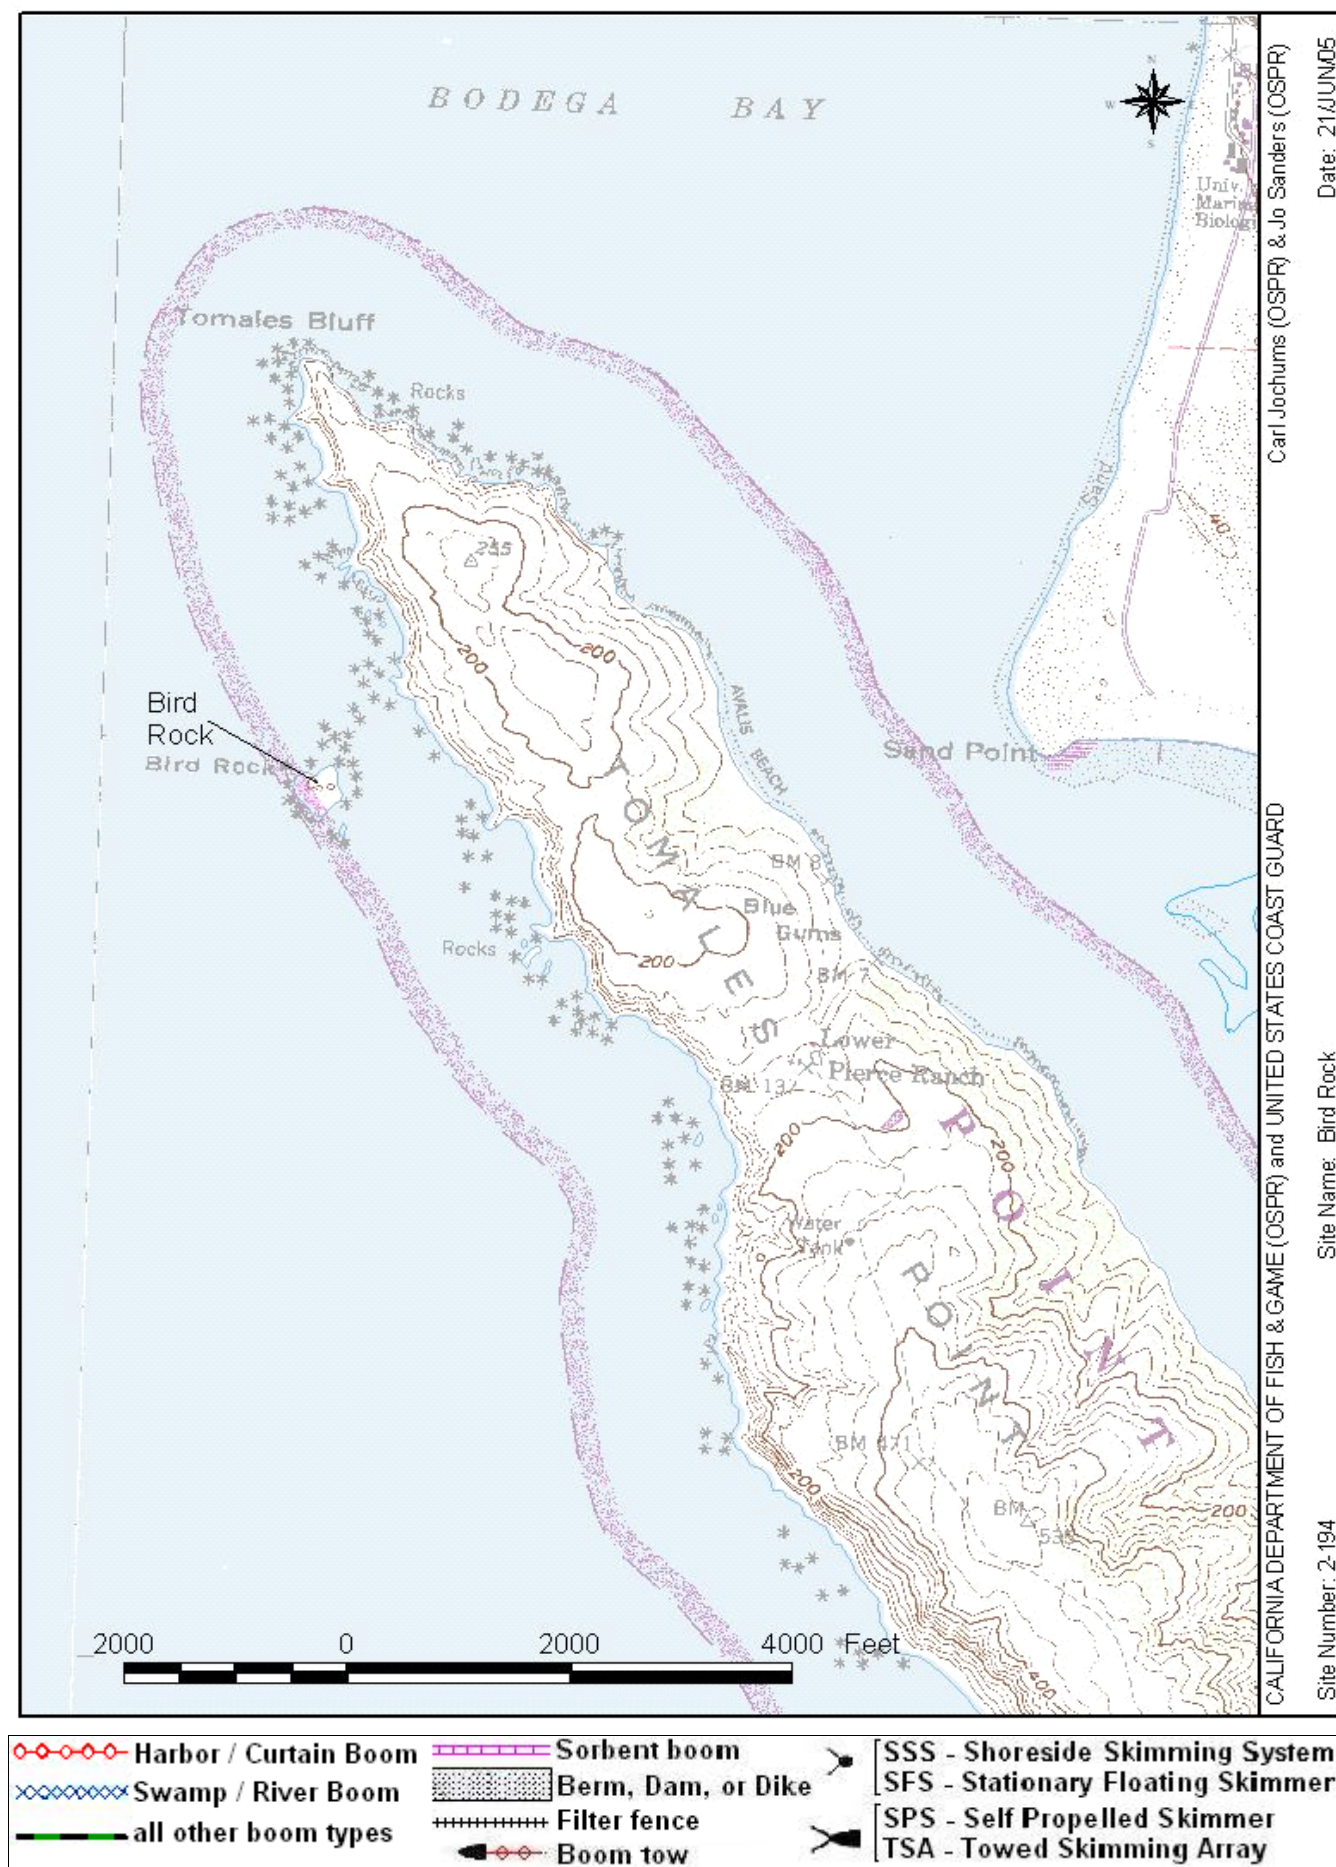 BODEGA BAY
N
W
S
Univ.
Marin
Biologi
Tomales Bluff
Rocks
Sand
40
255
200
200
AVALIS BEACH
Bird
Rock
Bird Rock
Sand Point
TOMALES
BM 8
Blue
Gums
Rocks
200
BM 7
Lower
Pierce Ranch
BM 137
200
200
POINT
Water
Tank
POINT
BM 471
200
BM
535
200
400
2000 0 2000 4000 Feet
Carl Jochums (OSPR) & Jo Sanders (OSPR)
Date: 21/JUN/05
CALIFORNIA DEPARTMENT OF FISH & GAME (OSPR) and UNITED STATES COAST GUARD
Site Name: Bird Rock
Site Number: 2-194
Harbor / Curtain Boom
Swamp / River Boom
all other boom types
Sorbent boom
Berm, Dam, or Dike
Filter fence
Boom tow
SSS - Shoreside Skimming System
SFS - Stationary Floating Skimmer
SPS - Self Propelled Skimmer
TSA - Towed Skimming Array